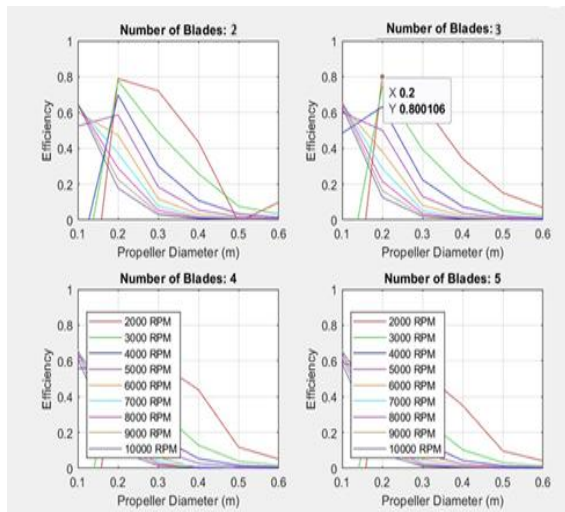 Number of Blades: 2
1
0.8
0.6
0.4
0.2
0
Efficiency
0.1 0.2 0.3 0.4 0.5 0.6
Propeller Diameter (m)
Number of Blades: 3
1
0.8
0.6
0.4
0.2
0
Efficiency
X 0.2
Y 0.800106
0.1 0.2 0.3 0.4 0.5 0.6
Propeller Diameter (m)
Number of Blades: 4
1
0.8
0.6
0.4
0.2
0
Efficiency
2000 RPM
3000 RPM
4000 RPM
5000 RPM
6000 RPM
7000 RPM
8000 RPM
9000 RPM
10000 RPM
0.1 0.2 0.3 0.4 0.5 0.6
Propeller Diameter (m)
Number of Blades: 5
1
0.8
0.6
0.4
0.2
0
Efficiency
2000 RPM
3000 RPM
4000 RPM
5000 RPM
6000 RPM
7000 RPM
8000 RPM
9000 RPM
10000 RPM
0.1 0.2 0.3 0.4 0.5 0.6
Propeller Diameter (m)